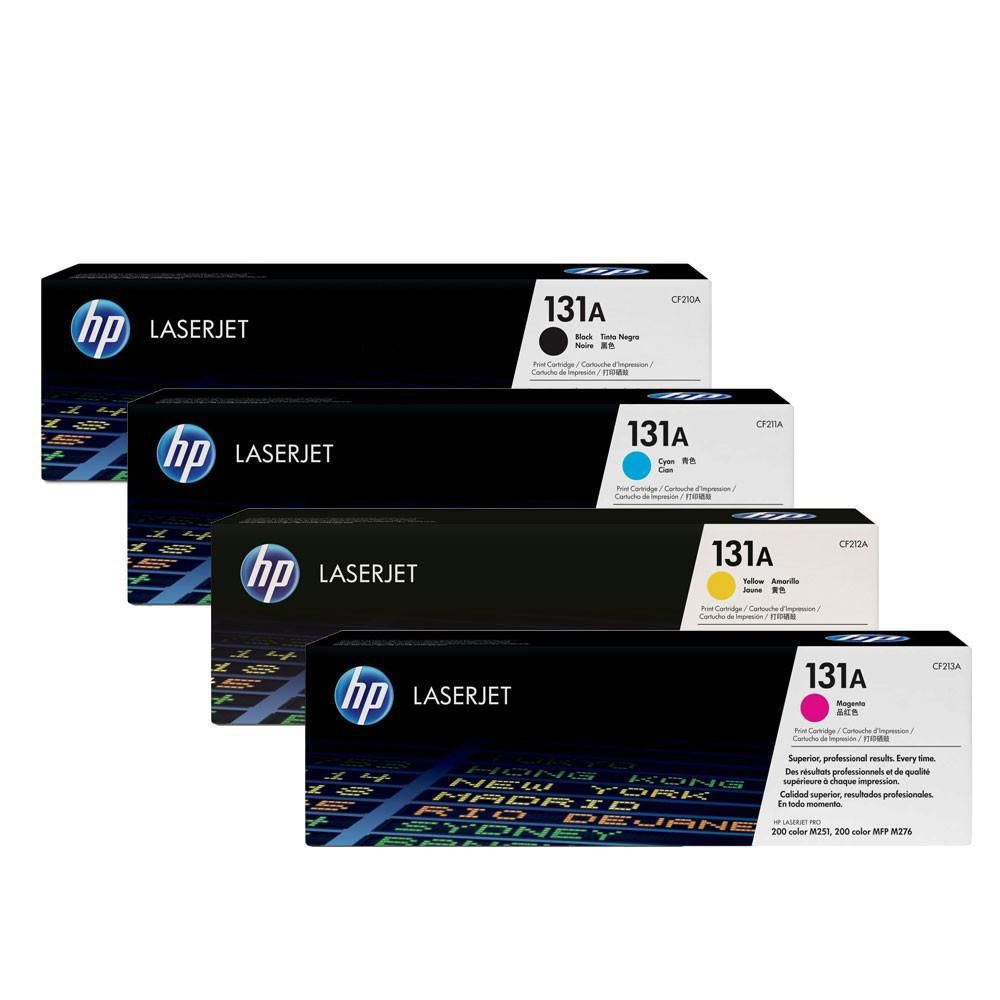 hp
hp LASERJET
131A CF210A
Black Tinta Negra
Noire 黑色
Print Cartridge / Cartouche d'Impression /
Cartucho de Impresión / 打印硒鼓
hp
hp LASERJET
131A CF211A
Cyan 青色
Cian
Print Cartridge / Cartouche d'Impression /
Cartucho de Impresión / 打印硒鼓
hp
hp LASERJET
131A CF212A
Yellow Amarillo
Jaune 黄色
Print Cartridge / Cartouche d'Impression /
Cartucho de Impresión / 打印硒鼓
hp
hp LASERJET
131A CF213A
Magenta
品红色
Print Cartridge / Cartouche d'Impression /
Cartucho de Impresión / 打印硒鼓
Superior, professional results. Every time.
Des résultats professionnels et de qualité
supérieure à chaque impression.
Calidad superior, resultados profesionales.
En todo momento.
HP LASERJET PRO
200 color M251, 200 color MFP M276
HONG KONG
NEW YORK
MADRID
RIO DEJANE
SYDNEY